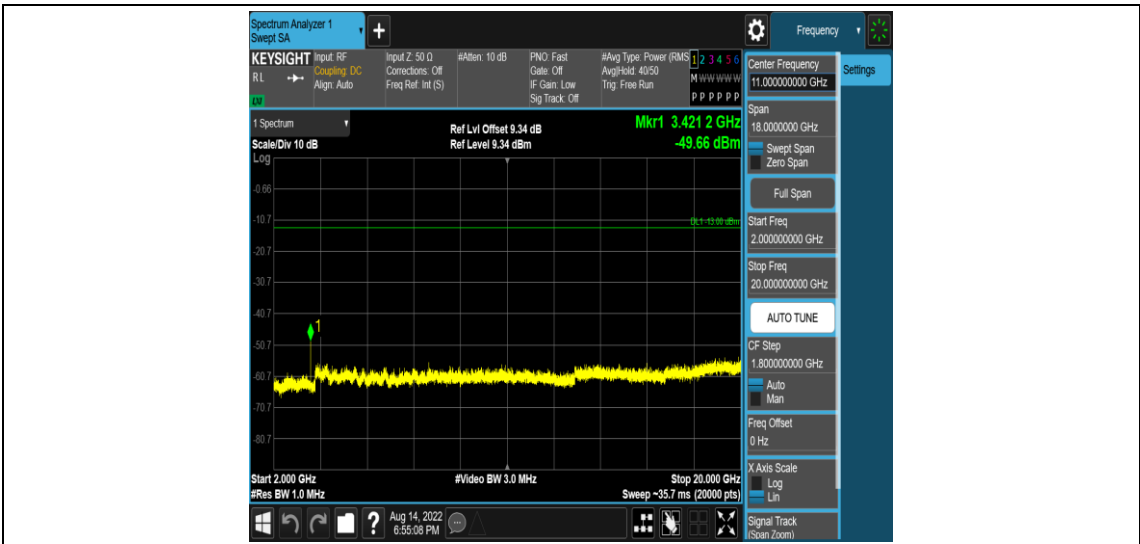 Spectrum Analyzer 1
Swept SA
+
Frequency
KEYSIGHT
RL
LXI
Input: RF
Coupling: DC
Align: Auto
Input Z: 50 Ω
Corrections: Off
Freq Ref: Int (S)
#Atten: 10 dB
PNO: Fast
Gate: Off
IF Gain: Low
Sig Track: Off
#Avg Type: Power (RMS
Avg|Hold: 40/50
Trig: Free Run
1 2 3 4 5 6
M W W W W W
P P P P P P
1 Spectrum
Scale/Div 10 dB
Log
Ref Lvl Offset 9.34 dB
Ref Level 9.34 dBm
Mkr1 3.421 2 GHz
-49.66 dBm
-0.66
-10.7
DL1 -13.00 dBm
-20.7
-30.7
-40.7
1
-50.7
-60.7
-70.7
-80.7
Start 2.000 GHz
#Res BW 1.0 MHz
#Video BW 3.0 MHz
Stop 20.000 GHz
Sweep ~35.7 ms (20000 pts)
Center Frequency
11.000000000 GHz
Settings
Span
18.0000000 GHz
Swept Span
Zero Span
Full Span
Start Freq
2.000000000 GHz
Stop Freq
20.000000000 GHz
AUTO TUNE
CF Step
1.800000000 GHz
Auto
Man
Freq Offset
0 Hz
X Axis Scale
Log
Lin
Signal Track
(Span Zoom)
?
Aug 14, 2022
6:55:08 PM